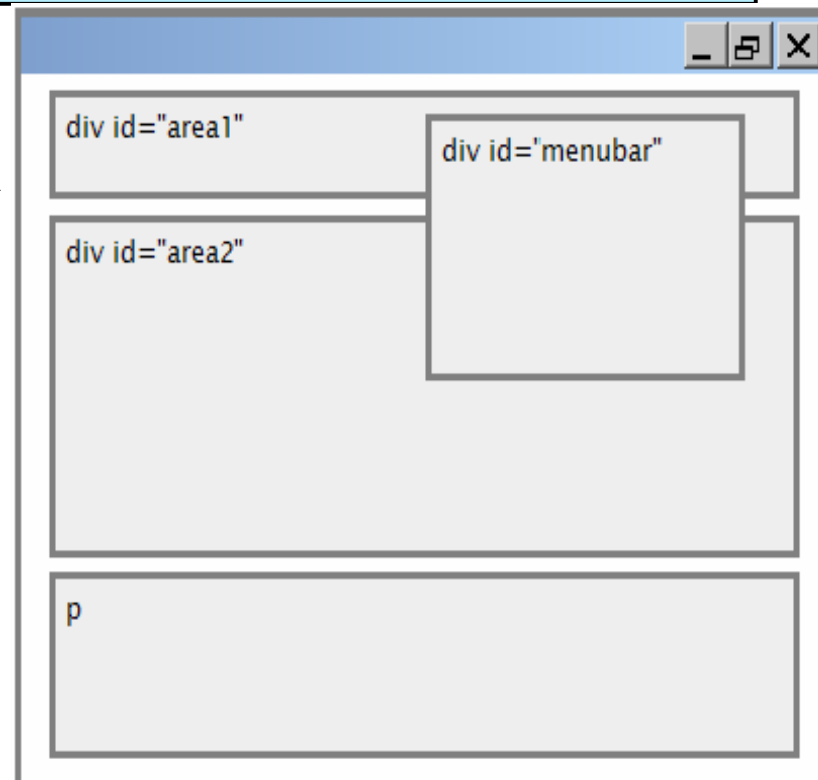 div id="area1"
div id='menubar"
div id="area2"
p